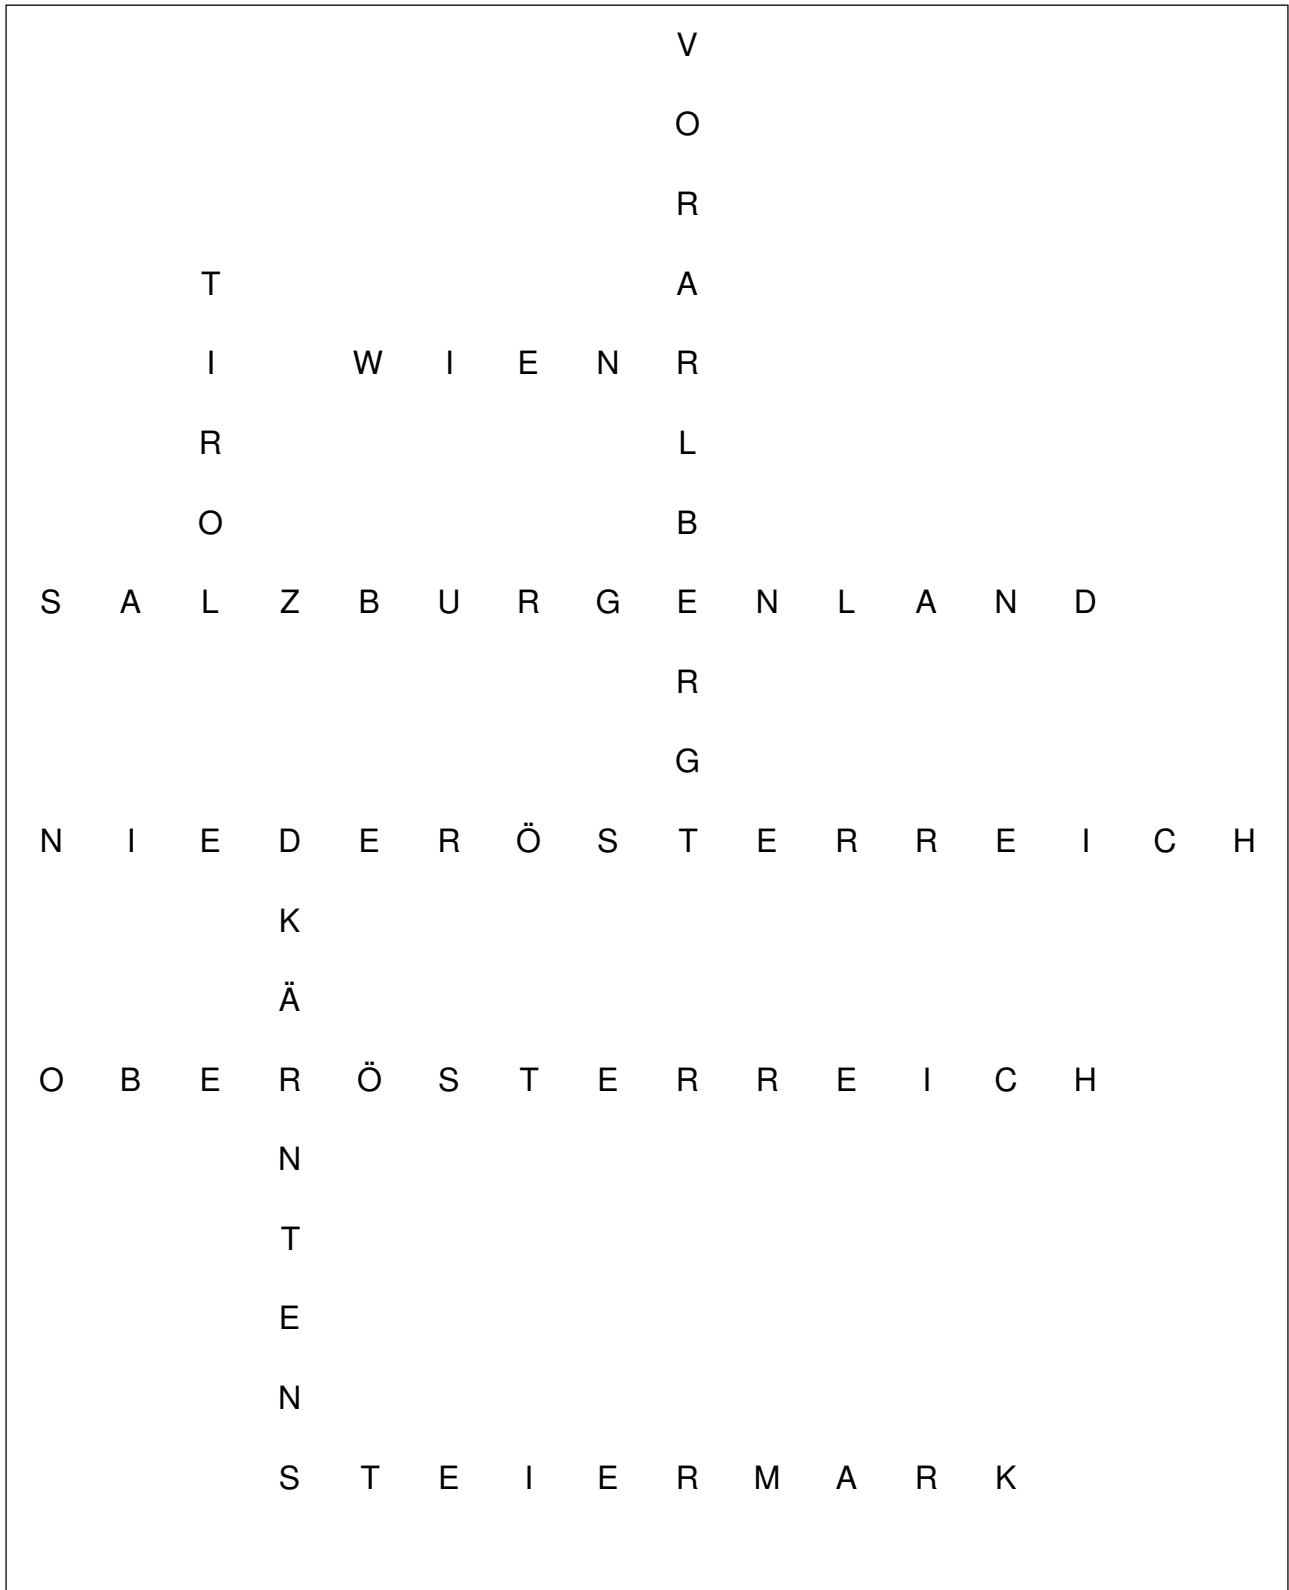 V
O
R
T A
I W I E N R
R L
O B
S A L Z B U R G E N L A N D
R
G
N I E D E R Ö S T E R R E I C H
K
Ä
O B E R Ö S T E R R E I C H
N
T
E
N
S T E I E R M A R K